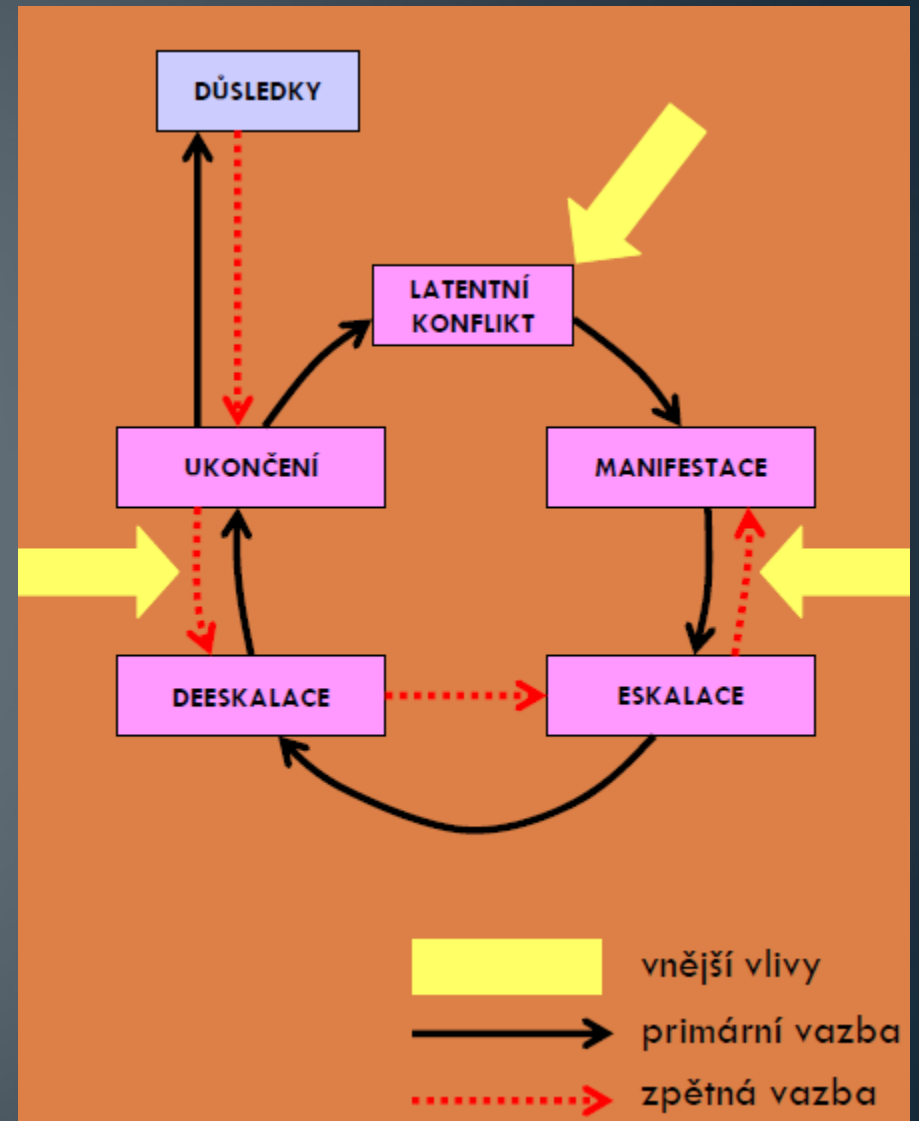 DŮSLEDKY
LATENTNÍ
KONFLIKT
UKONČENÍ
MANIFESTACE
DEESKALACE
ESKALACE
vnější vlivy
primární vazba
zpětná vazba